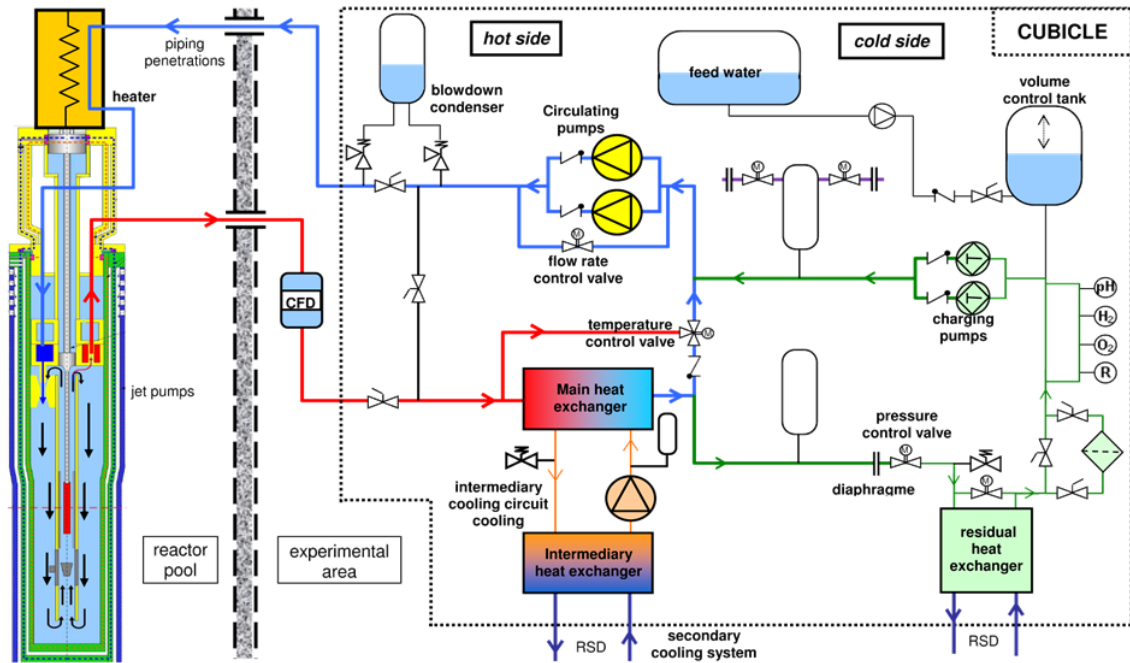 hot side
cold side
CUBICLE
piping
penetrations
heater
blowdown
condenser
feed water
volume
control tank
Circulating pumps
M
M
M
flow rate
control valve
CFD
temperature
control valve
M
charging
pumps
pH
H2
O2
R
jet pumps
Main heat
exchanger
pressure
control valve
M
diaphragme
M
intermediary
cooling circuit
cooling
reactor
pool
experimental
area
Intermediary
heat exchanger
residual
heat
exchanger
RSD
secondary
cooling system
RSD